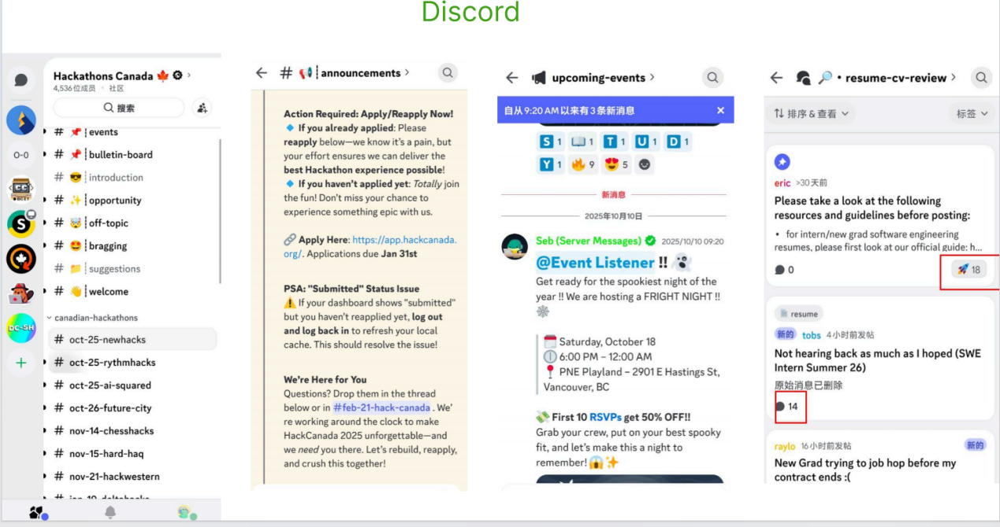 Discord
Hackathons Canada
4,536位成员 · 社区
搜索
# events
# bulletin-board
# introduction
# opportunity
# off-topic
# bragging
# suggestions
# welcome
canadian-hackathons
# oct-25-newhacks
# oct-25-rythmhacks
# oct-25-ai-squared
# oct-26-future-city
# nov-14-chesshacks
# nov-15-hard-haq
# nov-21-hackwestern
0-0
S
DC-SH
# announcements
Action Required: Apply/Reapply Now!
If you already applied: Please
reapply below—we know it's a pain, but
your effort ensures we can deliver the
best Hackathon experience possible!
If you haven't applied yet: Totally join
the fun! Don't miss your chance to
experience something epic with us.
Apply Here: https://app.hackcanada.
org/. Applications due Jan 31st
PSA: "Submitted" Status Issue
If your dashboard shows "submitted"
but you haven't reapplied yet, log out
and log back in to refresh your local
cache. This should resolve the issue!
We're Here for You
Questions? Drop them in the thread
below or in #feb-21-hack-canada . We'
re working around the clock to make
HackCanada 2025 unforgettable—and
we need you there. Let's rebuild, reapply,
and crush this together!
upcoming-events
自从 9:20 AM 以来有 3 条新消息
S 1 1 T 1 U 1 D 1
Y 1 9 5
新消息
2025年10月10日
Seb (Server Messages) 2025/10/10 09:20
@Event Listener !!
Get ready for the spookiest night of the
year !! We are hosting a FRIGHT NIGHT !!
Saturday, October 18
6:00 PM – 12:00 AM
PNE Playland – 2901 E Hastings St,
Vancouver, BC
First 10 RSVPs get 50% OFF!!
Grab your crew, put on your best spooky
fit, and let's make this a night to
remember!
• resume-cv-review
排序 & 查看
标签
eric >30天前
Please take a look at the following
resources and guidelines before posting:
• for intern/new grad software engineering
resumes, please first look at our official guide: h...
0
18
resume
新的 tobs 4小时前发帖
Not hearing back as much as I hoped (SWE
Intern Summer 26)
原始消息已删除
14
raylo 16小时前发帖
新的
New Grad trying to job hop before my
contract ends :(